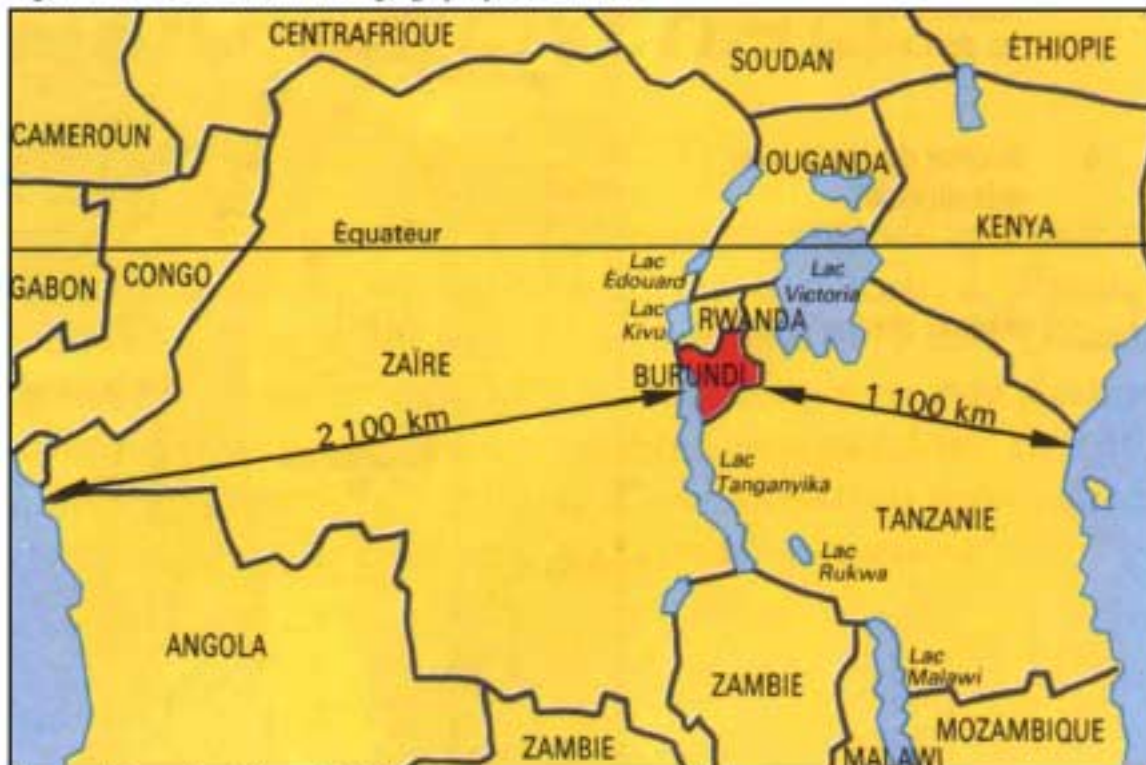 CENTRAFRIQUE
SOUDAN
ÉTHIOPIE
CAMEROUN
OUGANDA
KENYA
Équateur
GABON
CONGO
Lac
Édouard
Lac
Victoria
Lac
Kivu
RWANDA
ZAÏRE
BURUNDI
2 100 km
1 100 km
Lac
Tanganyika
TANZANIE
Lac
Rukwa
ANGOLA
Lac
Malawi
ZAMBIE
MOZAMBIQUE
ZAMBIE
MALAWI